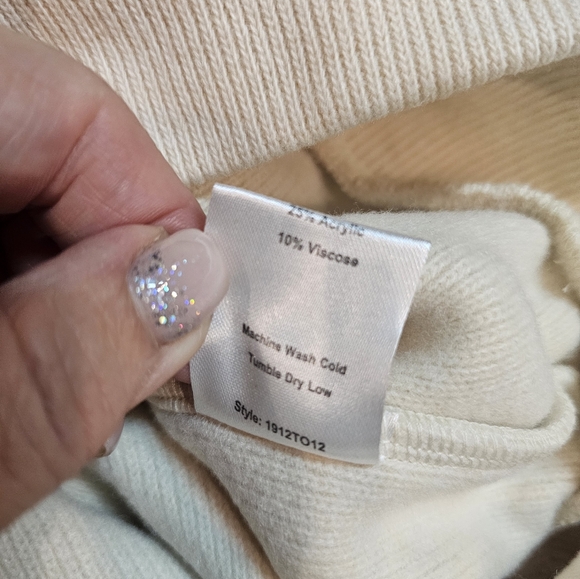 25% Acrylic
10% Viscose
Machine Wash Cold
Tumble Dry Low
Style: 1912TO12